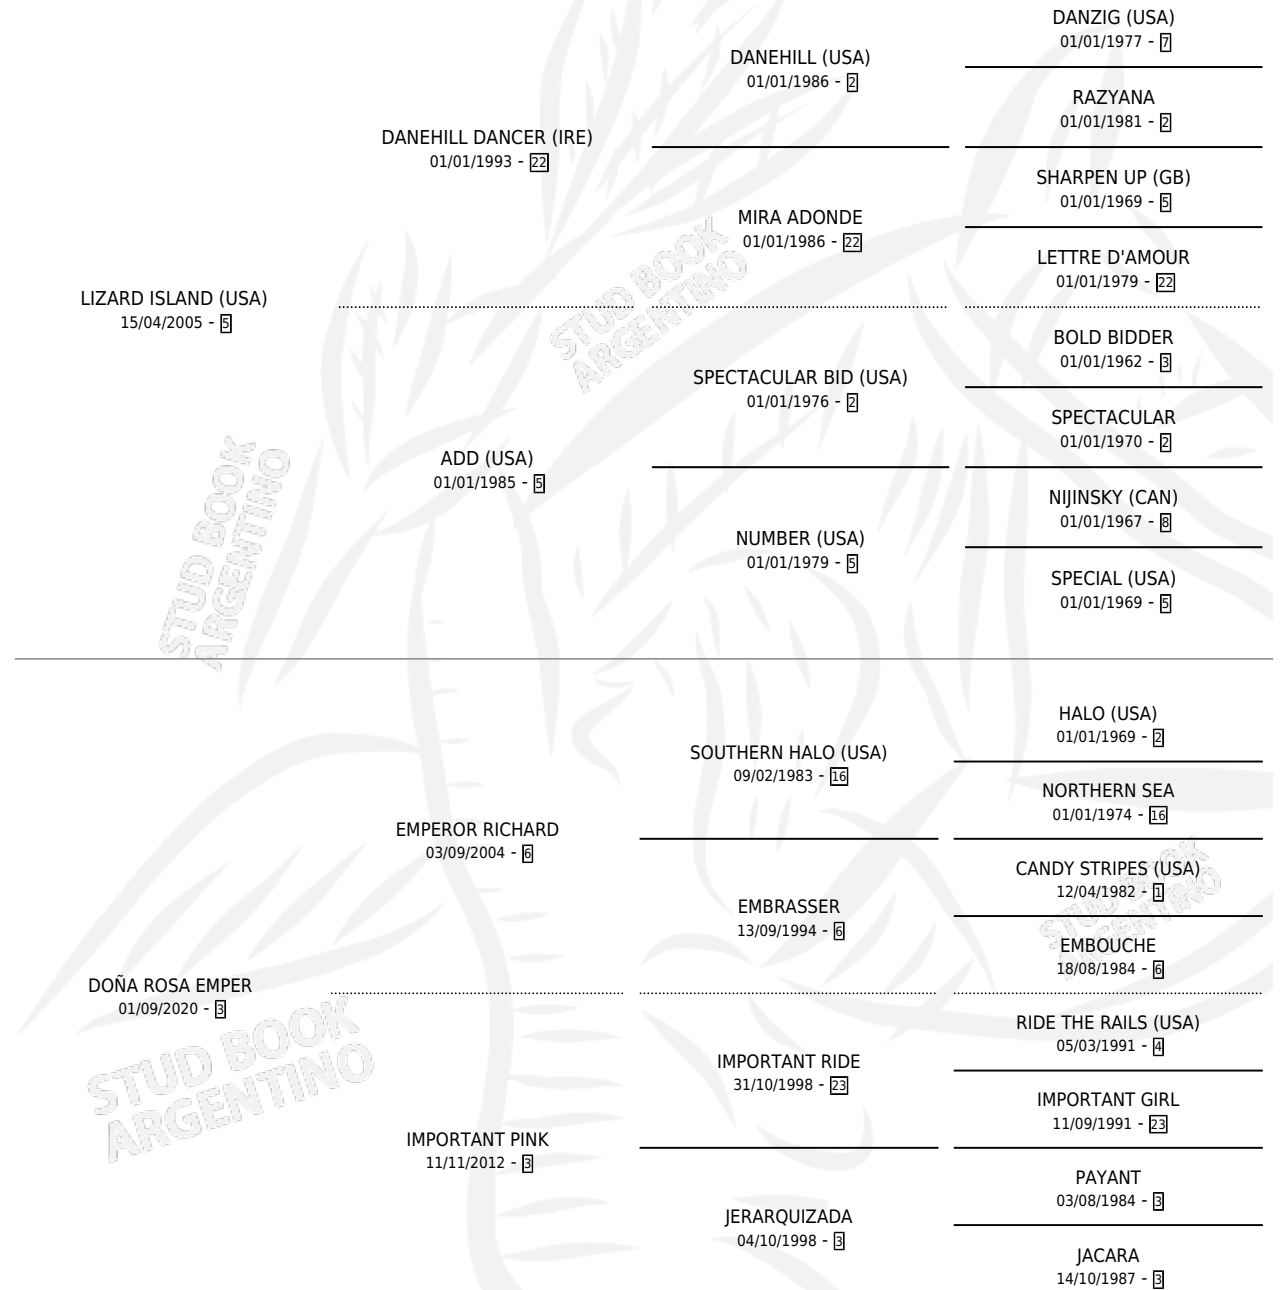 DANZIG (USA)
01/01/1977 - 7
DANEHILL (USA)
01/01/1986 - 2
RAZYANA
01/01/1981 - 2
DANEHILL DANCER (IRE)
01/01/1993 - 22
SHARPEN UP (GB)
01/01/1969 - 5
MIRA ADONDE
01/01/1986 - 22
LETTRE D'AMOUR
01/01/1979 - 22
LIZARD ISLAND (USA)
15/04/2005 - 5
BOLD BIDDER
01/01/1962 - 3
SPECTACULAR BID (USA)
01/01/1976 - 2
SPECTACULAR
01/01/1970 - 2
ADD (USA)
01/01/1985 - 5
NIJINSKY (CAN)
01/01/1967 - 8
NUMBER (USA)
01/01/1979 - 5
SPECIAL (USA)
01/01/1969 - 5
HALO (USA)
01/01/1969 - 2
SOUTHERN HALO (USA)
09/02/1983 - 16
NORTHERN SEA
01/01/1974 - 16
EMPEROR RICHARD
03/09/2004 - 6
CANDY STRIPES (USA)
12/04/1982 - 1
EMBRASSER
13/09/1994 - 6
EMBOUCHE
18/08/1984 - 6
DOÑA ROSA EMPER
01/09/2020 - 3
RIDE THE RAILS (USA)
05/03/1991 - 4
IMPORTANT RIDE
31/10/1998 - 23
IMPORTANT GIRL
11/09/1991 - 23
IMPORTANT PINK
11/11/2012 - 3
PAYANT
03/08/1984 - 3
JERARQUIZADA
04/10/1998 - 3
JACARA
14/10/1987 - 3
STUD BOOK
ARGENTINO
STUD BOOK
ARGENTINO
STUD BOOK
ARGENTINO
STUD BOOK
ARGENTINO